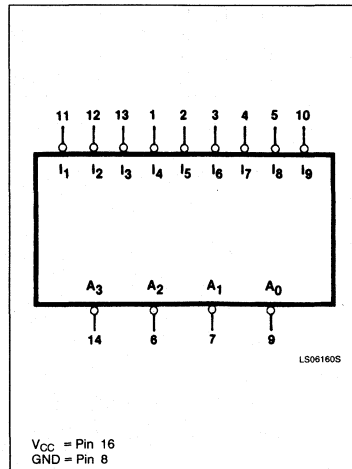 11 12 13 1 2 3 4 5 10
I₁ I₂ I₃ I₄ I₅ I₆ I₇ I₈ I₉
A₃ A₂ A₁ A₀
14 6 7 9
LS06160S
V_CC = Pin 16
GND = Pin 8